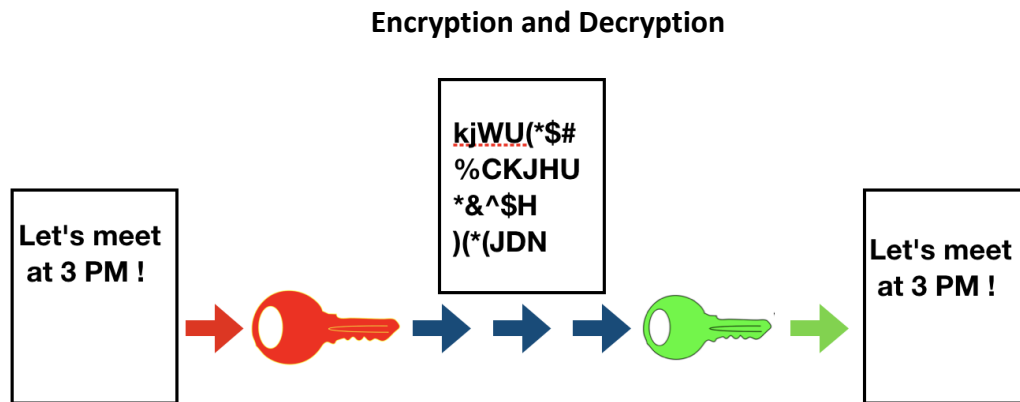 Encryption and Decryption
kjWU(*$#
%CKJHU
*&^$H
)(*(JDN
Let's meet
at 3 PM !
Let's meet
at 3 PM !